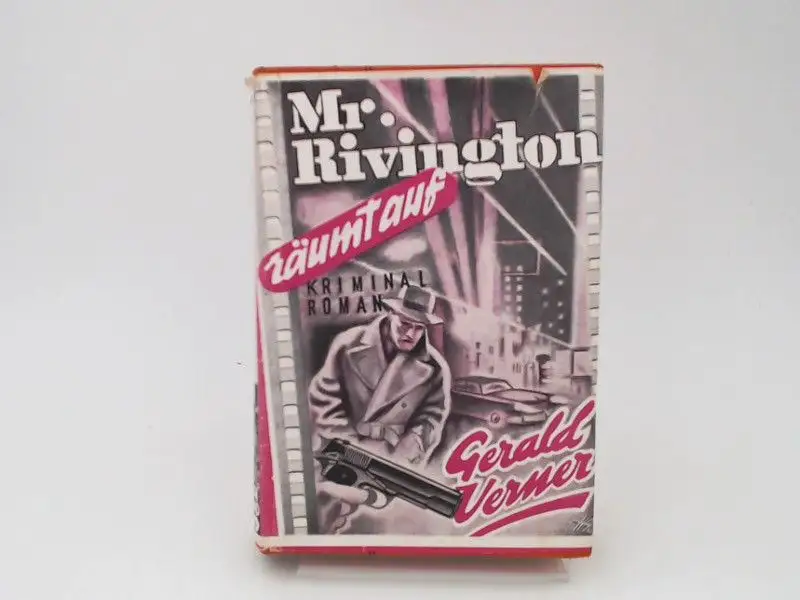 Mr.
Rivington
räumt auf
KRIMINAL
ROMAN
Gerald
Verner